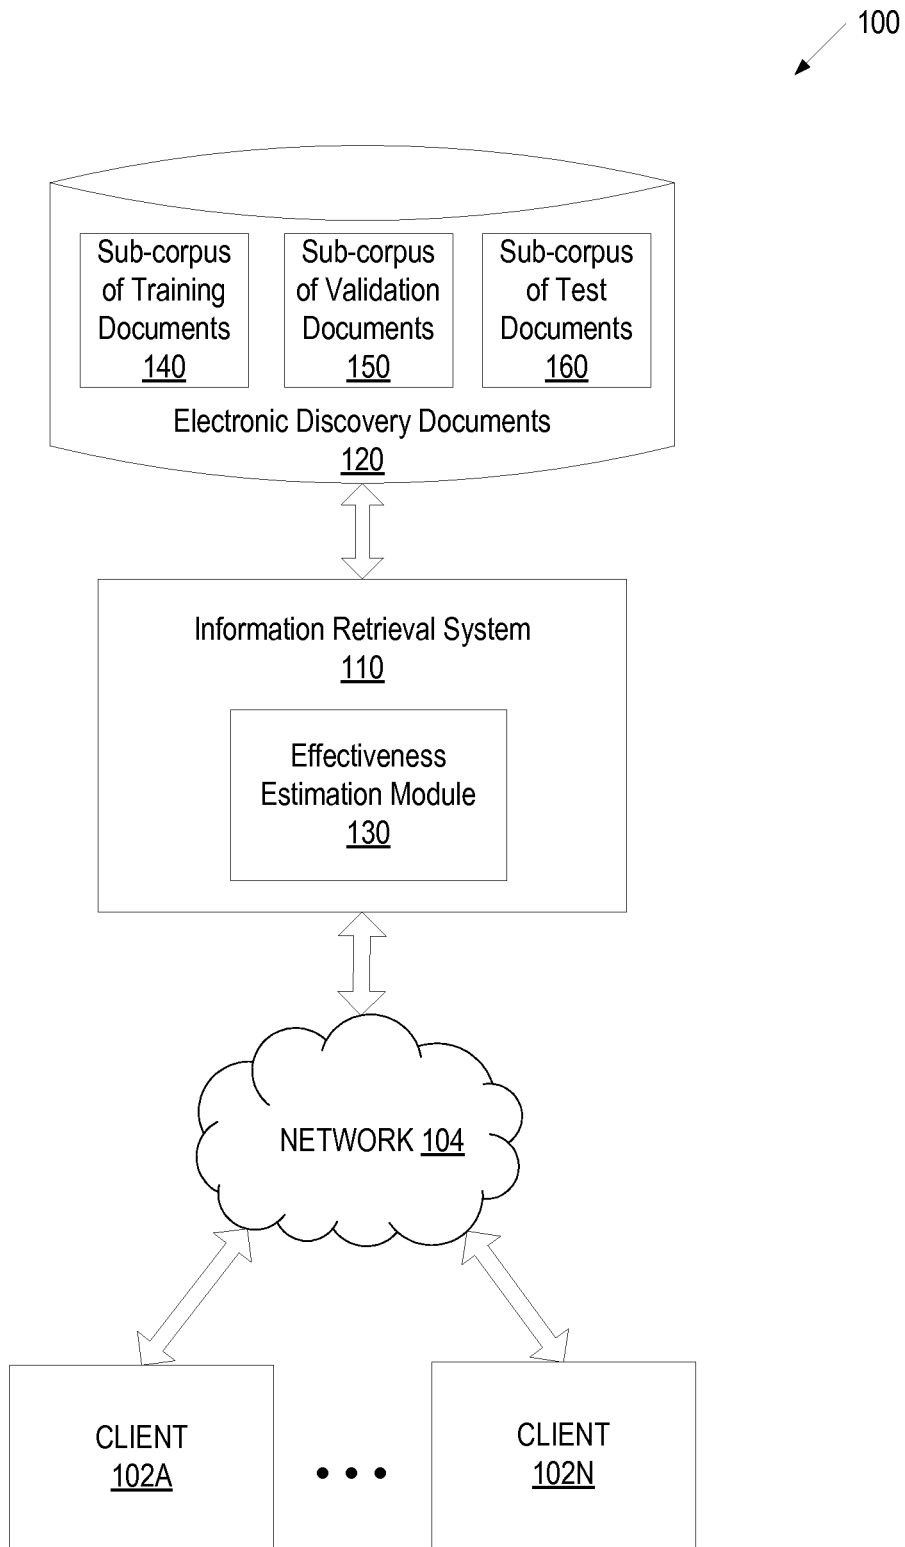 100
Sub-corpus
of Training
Documents
140
Sub-corpus
of Validation
Documents
150
Sub-corpus
of Test
Documents
160
Electronic Discovery Documents
120
Information Retrieval System
110
Effectiveness
Estimation Module
130
NETWORK 104
CLIENT
102A
CLIENT
102N